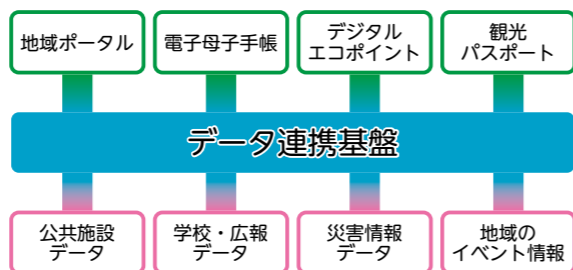 地域ポータル
電子母子手帳
デジタル
エコポイント
観光
パスポート
データ連携基盤
公共施設
データ
学校・広報
データ
災害情報
データ
地域の
イベント情報